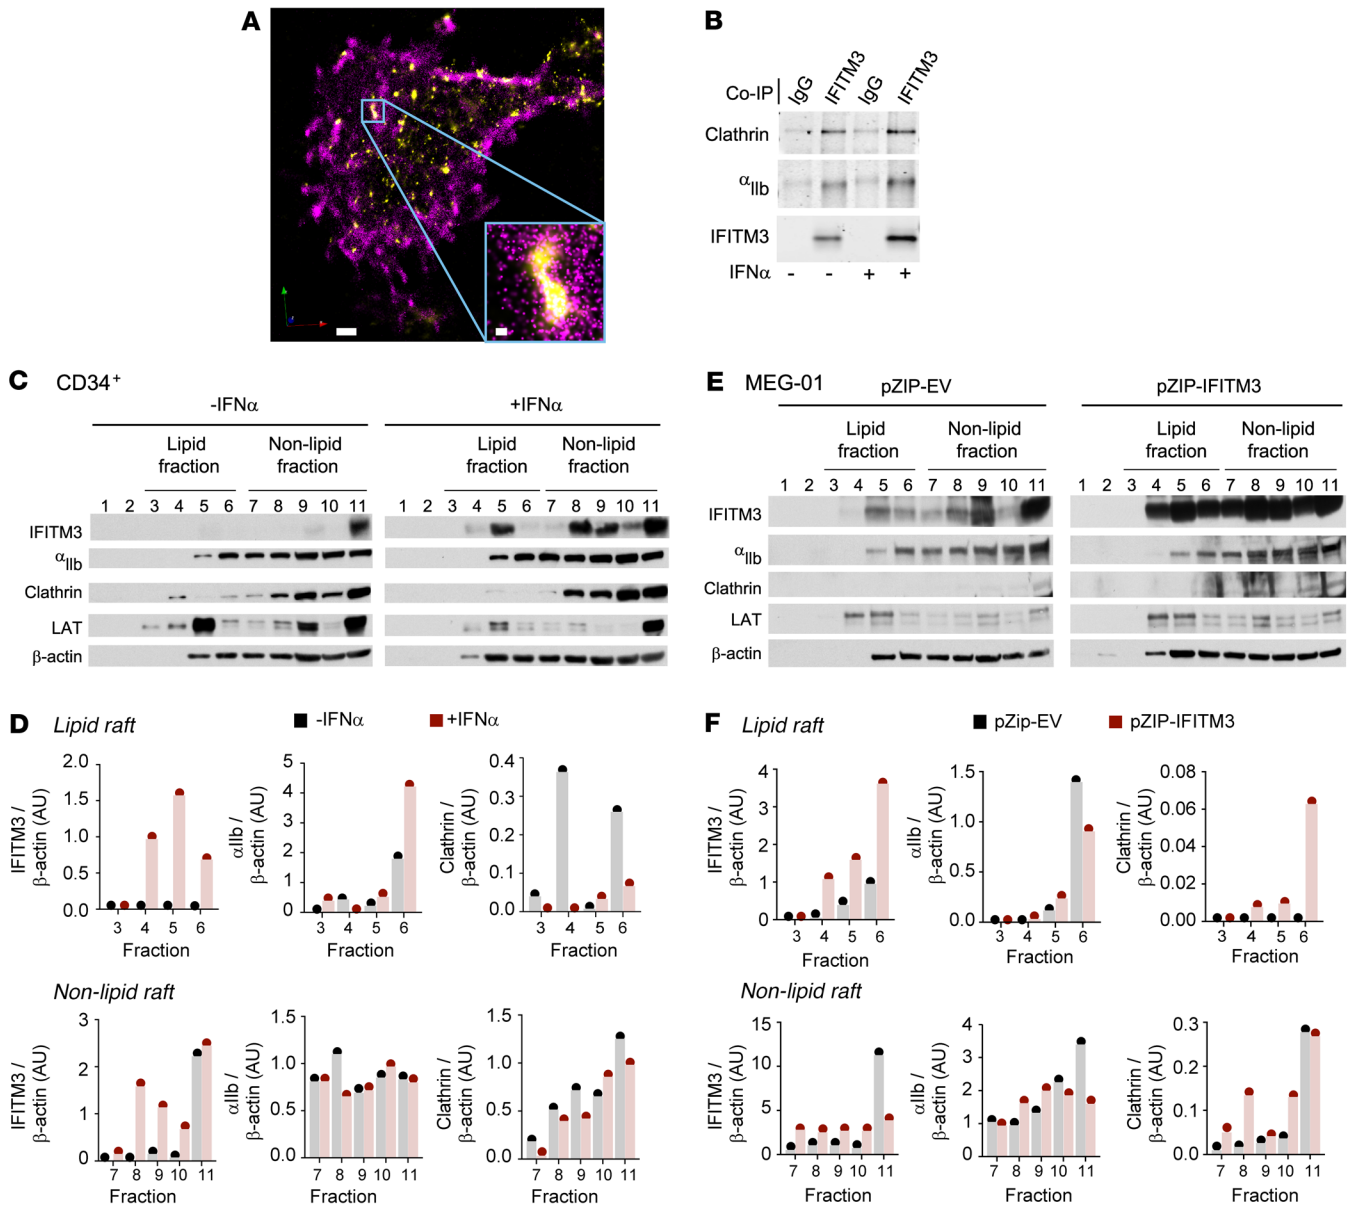 A
B
Co-IP
IgG
IFITM3
IgG
IFITM3
Clathrin
αIIb
IFITM3
IFNα - - + +
C CD34+
-IFNα +IFNα
Lipid fraction Non-lipid fraction Lipid fraction Non-lipid fraction
1 2 3 4 5 6 7 8 9 10 11 1 2 3 4 5 6 7 8 9 10 11
IFITM3
αIIb
Clathrin
LAT
β-actin
E MEG-01
pZIP-EV pZIP-IFITM3
Lipid fraction Non-lipid fraction Lipid fraction Non-lipid fraction
1 2 3 4 5 6 7 8 9 10 11 1 2 3 4 5 6 7 8 9 10 11
IFITM3
αIIb
Clathrin
LAT
β-actin
D Lipid raft -IFNα +IFNα
IFITM3 / β-actin (AU)
2.0
1.5
1.0
0.5
0.0
3 4 5 6
Fraction
αIIb / β-actin (AU)
5
4
3
2
1
0
3 4 5 6
Fraction
Clathrin / β-actin (AU)
0.4
0.3
0.2
0.1
0.0
3 4 5 6
Fraction
Non-lipid raft
IFITM3 / β-actin (AU)
3
2
1
0
7 8 9 10 11
Fraction
αIIb / β-actin (AU)
1.5
1.0
0.5
0.0
7 8 9 10 11
Fraction
Clathrin / β-actin (AU)
1.5
1.0
0.5
0.0
7 8 9 10 11
Fraction
F Lipid raft pZip-EV pZIP-IFITM3
IFITM3 / β-actin (AU)
4
3
2
1
0
3 4 5 6
Fraction
αIIb / β-actin (AU)
1.5
1.0
0.5
0.0
3 4 5 6
Fraction
Clathrin / β-actin (AU)
0.08
0.06
0.04
0.02
0.00
3 4 5 6
Fraction
Non-lipid raft
IFITM3 / β-actin (AU)
15
10
5
0
7 8 9 10 11
Fraction
αIIb / β-actin (AU)
4
3
2
1
0
7 8 9 10 11
Fraction
Clathrin / β-actin (AU)
0.3
0.2
0.1
0.0
7 8 9 10 11
Fraction